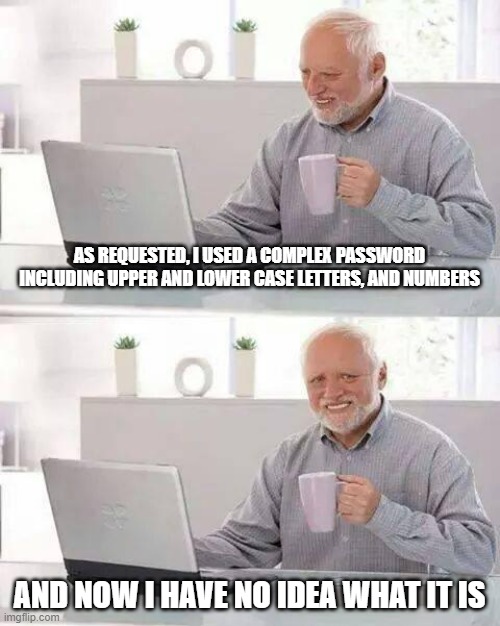 AS REQUESTED, I USED A COMPLEX PASSWORD
INCLUDING UPPER AND LOWER CASE LETTERS, AND NUMBERS
AND NOW I HAVE NO IDEA WHAT IT IS
imgflip.com